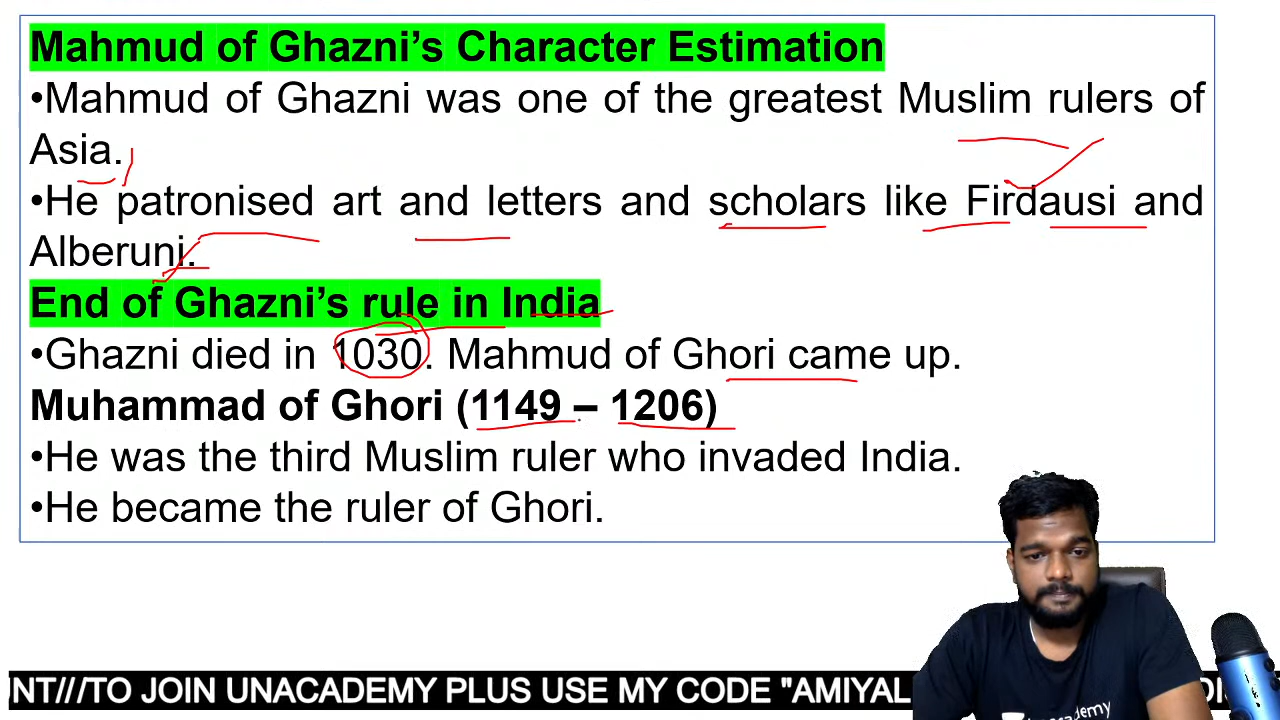 Mahmud of Ghazni’s Character Estimation
•Mahmud of Ghazni was one of the greatest Muslim rulers of
Asia.
•He patronised art and letters and scholars like Firdausi and
Alberuni.
End of Ghazni’s rule in India
•Ghazni died in 1030. Mahmud of Ghori came up.
Muhammad of Ghori (1149 – 1206)
•He was the third Muslim ruler who invaded India.
•He became the ruler of Ghori.
NT///TO JOIN UNACADEMY PLUS USE MY CODE "AMIYAL